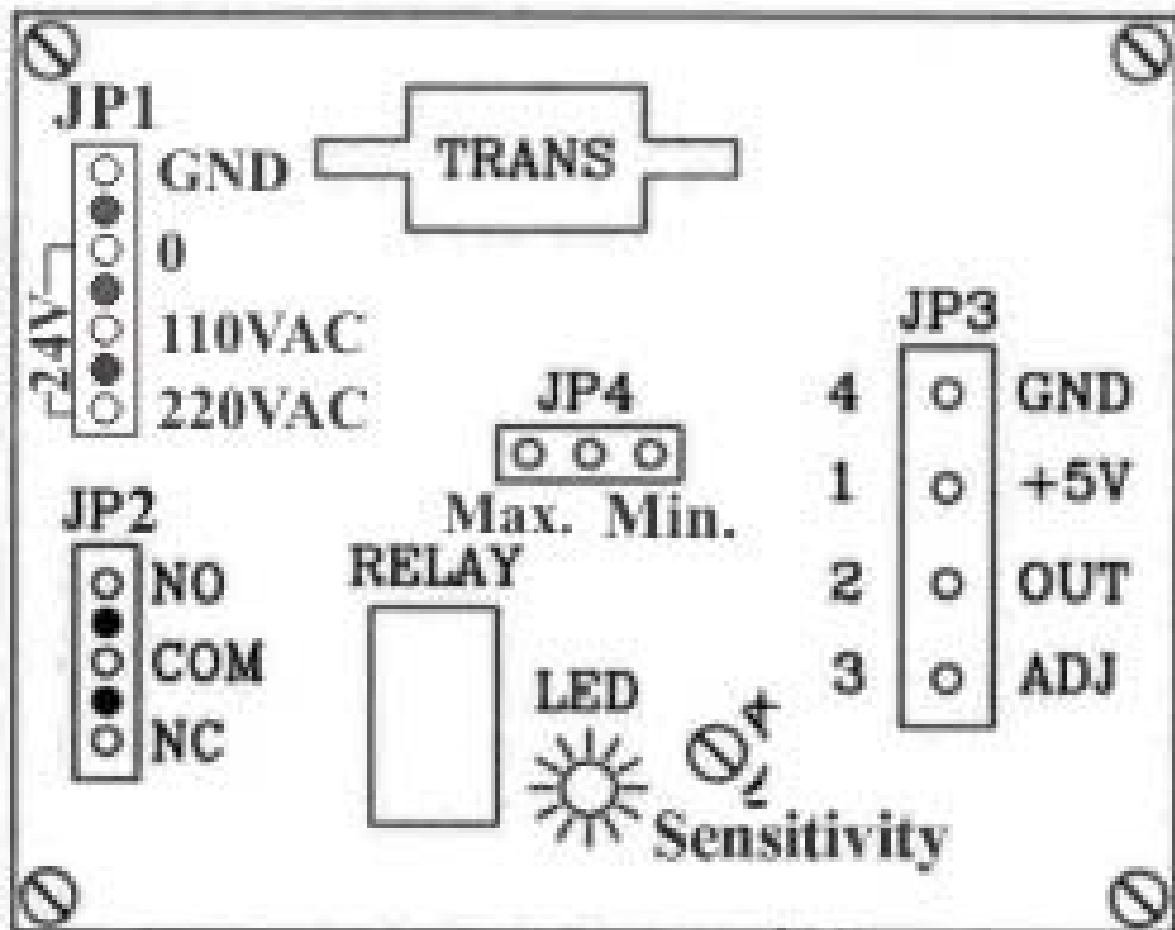 JP1
GND
0
110VAC
220VAC
24V
TRANS
JP2
NO
COM
NC
JP4
Max. Min.
RELAY
LED
Sensitivity
JP3
4 GND
1 +5V
2 OUT
3 ADJ